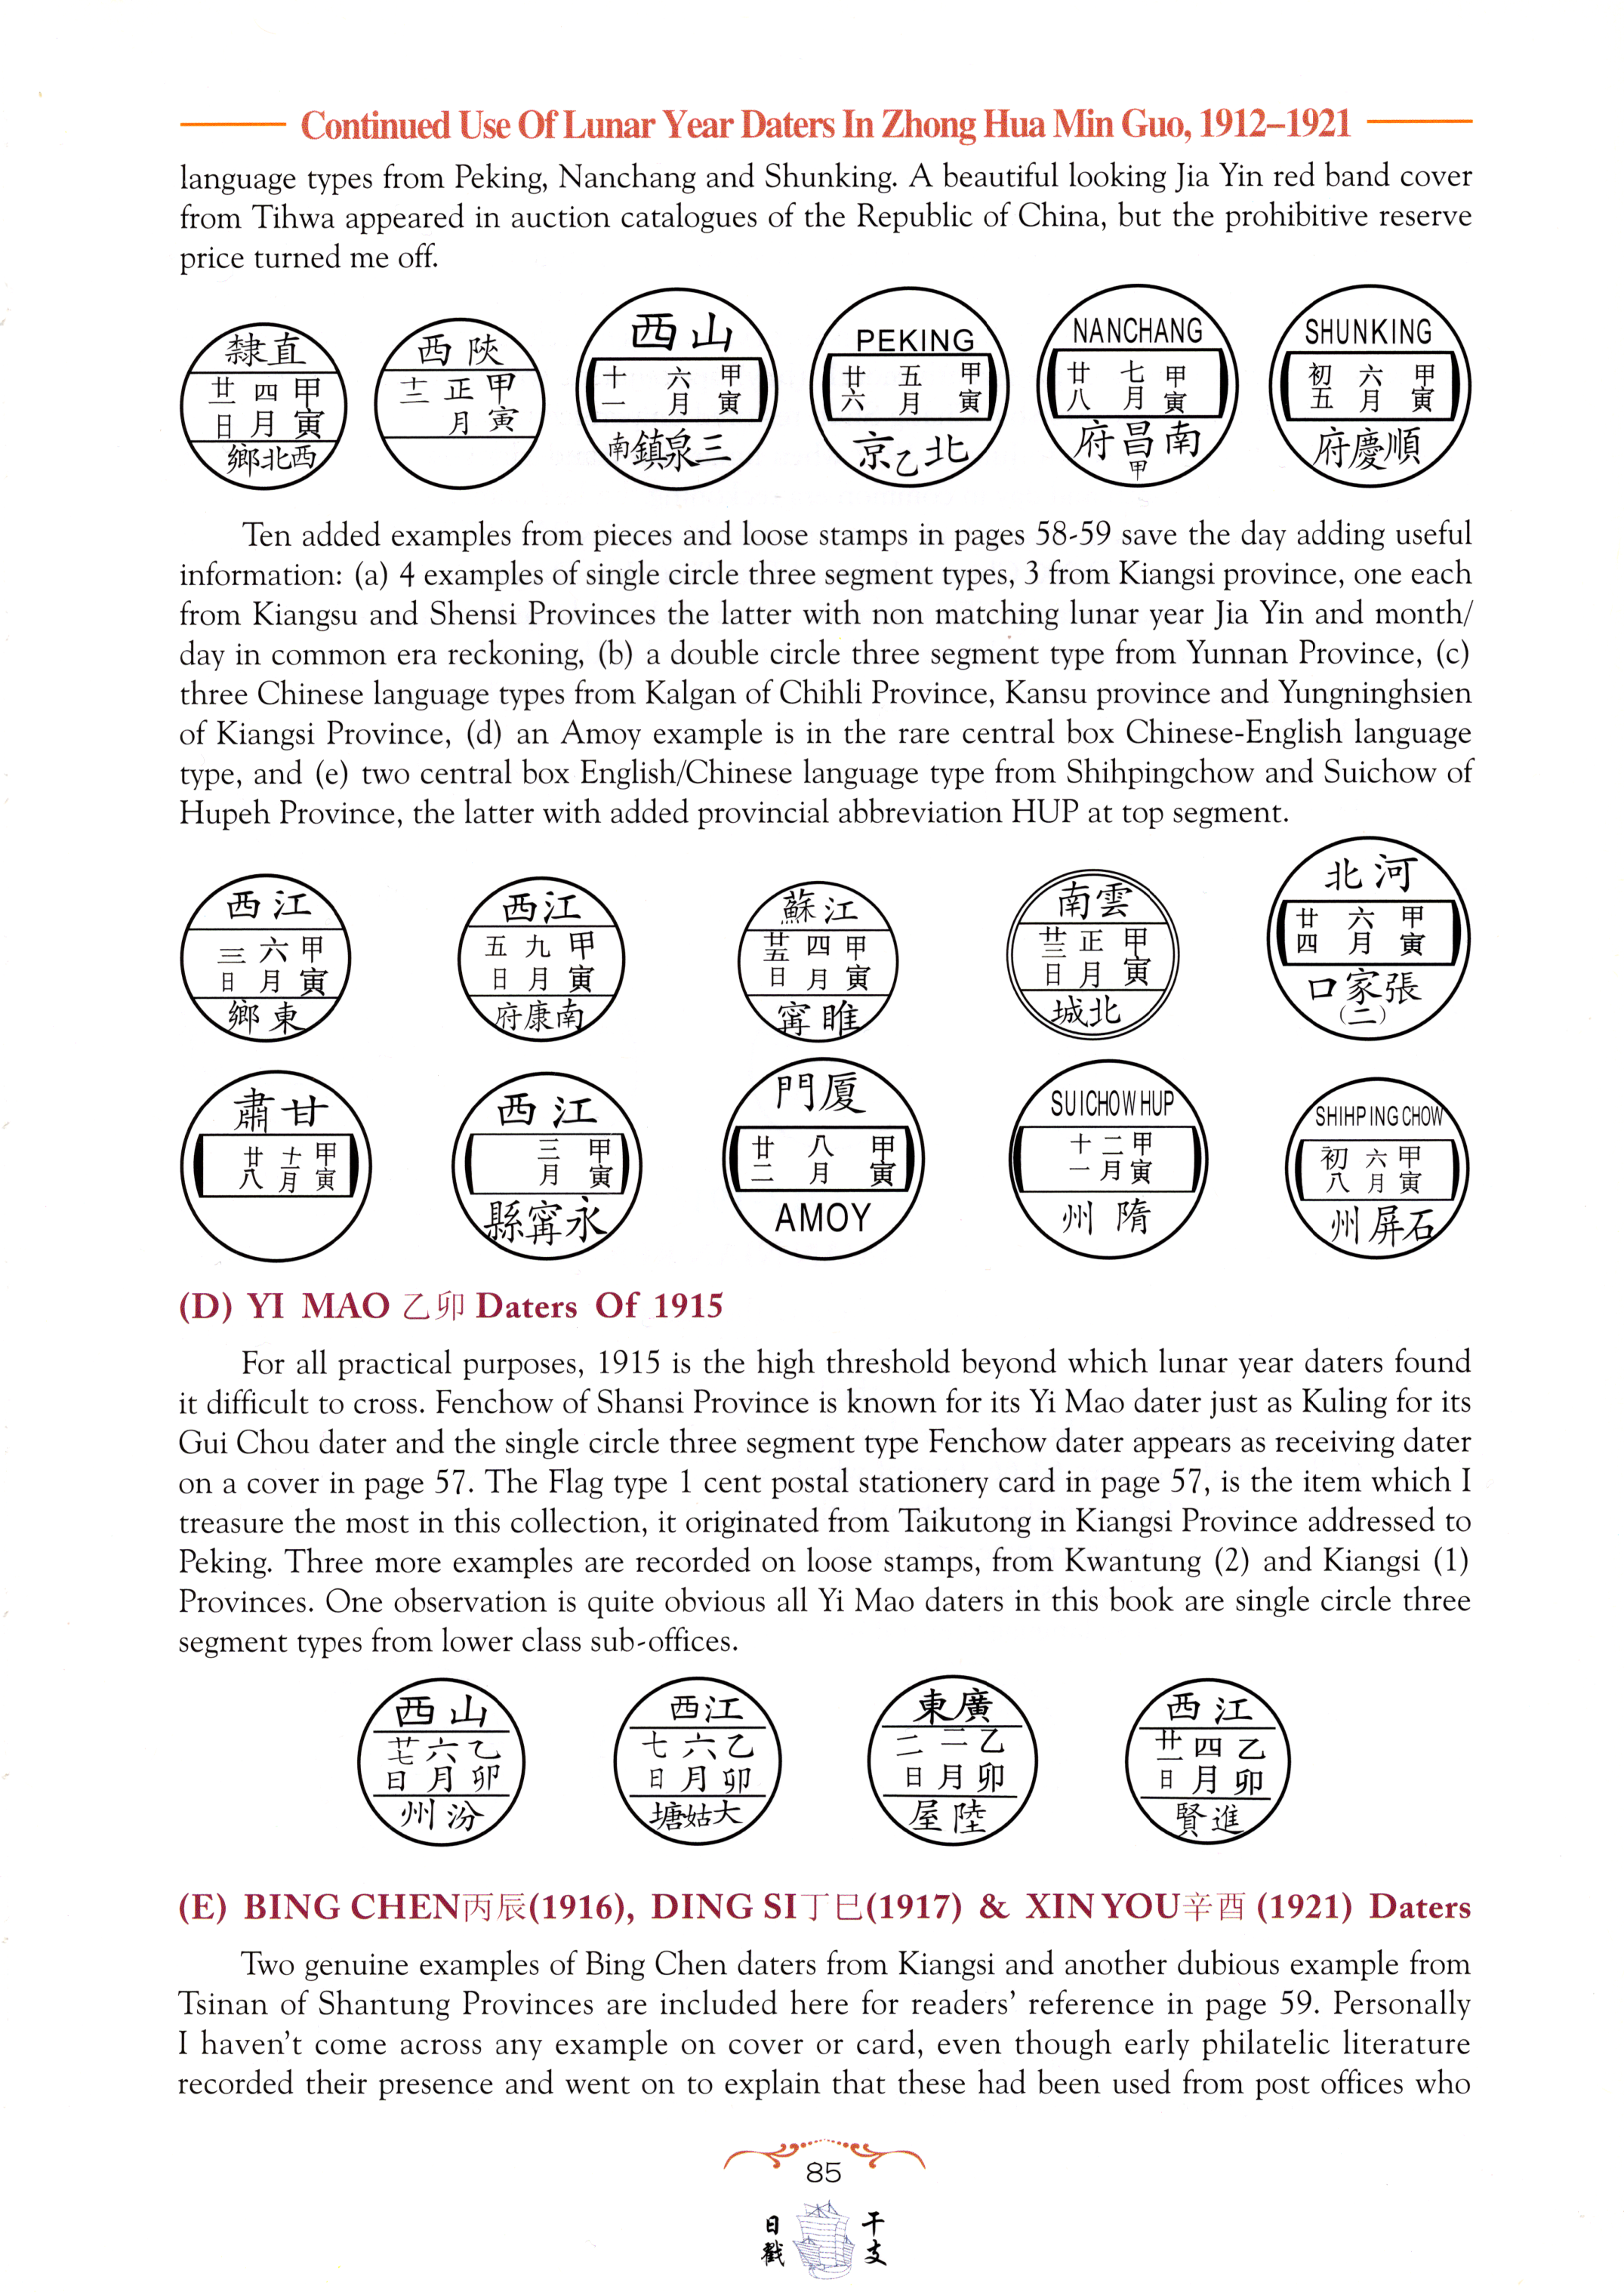 Continued Use Of Lunar Year Daters In Zhong Hua Min Guo, 1912–1921
language types from Peking, Nanchang and Shunking. A beautiful looking Jia Yin red band cover
from Tihwa appeared in auction catalogues of the Republic of China, but the prohibitive reserve
price turned me off.
隸直
廿一日 四月 甲寅
鄉北西
西陝
十三 正月 甲寅
西山
十一 六月 甲寅
南鎮泉三
PEKING
廿六 五月 甲寅
京乙北
NANCHANG
廿八 七月 甲寅
府昌南
甲
SHUNKING
初五 六月 甲寅
府慶順
Ten added examples from pieces and loose stamps in pages 58-59 save the day adding useful
information: (a) 4 examples of single circle three segment types, 3 from Kiangsi province, one each
from Kiangsu and Shensi Provinces the latter with non matching lunar year Jia Yin and month/
day in common era reckoning, (b) a double circle three segment type from Yunnan Province, (c)
three Chinese language types from Kalgan of Chihli Province, Kansu province and Yungninghsien
of Kiangsi Province, (d) an Amoy example is in the rare central box Chinese-English language
type, and (e) two central box English/Chinese language type from Shihpingchow and Suichow of
Hupeh Province, the latter with added provincial abbreviation HUP at top segment.
西江
三日 六月 甲寅
鄉東
西江
五日 九月 甲寅
府康南
蘇江
廿五日 四月 甲寅
甯睢
南雲
廿三日 正月 甲寅
城北
北河
廿四 六月 甲寅
口家張
(二)
肅甘
廿八 十一月 甲寅
西江
三月 甲寅
縣甯永
門厦
廿二 八月 甲寅
AMOY
SUICHOW HUP
十一 二月 甲寅
州隋
SHIHPINGCHOW
初八 六月 甲寅
州屏石
(D) YI MAO 乙卯 Daters Of 1915
For all practical purposes, 1915 is the high threshold beyond which lunar year daters found
it difficult to cross. Fenchow of Shansi Province is known for its Yi Mao dater just as Kuling for its
Gui Chou dater and the single circle three segment type Fenchow dater appears as receiving dater
on a cover in page 57. The Flag type 1 cent postal stationery card in page 57, is the item which I
treasure the most in this collection, it originated from Taikutong in Kiangsi Province addressed to
Peking. Three more examples are recorded on loose stamps, from Kwantung (2) and Kiangsi (1)
Provinces. One observation is quite obvious all Yi Mao daters in this book are single circle three
segment types from lower class sub-offices.
西山
廿七日 六月 乙卯
州汾
西江
七日 六月 乙卯
塘姑大
東廣
二日 二月 乙卯
屋陸
西江
廿一日 四月 乙卯
賢進
(E) BING CHEN丙辰(1916), DING SI丁巳(1917) & XIN YOU辛酉 (1921) Daters
Two genuine examples of Bing Chen daters from Kiangsi and another dubious example from
Tsinan of Shantung Provinces are included here for readers’ reference in page 59. Personally
I haven’t come across any example on cover or card, even though early philatelic literature
recorded their presence and went on to explain that these had been used from post offices who
85
日戳 干支